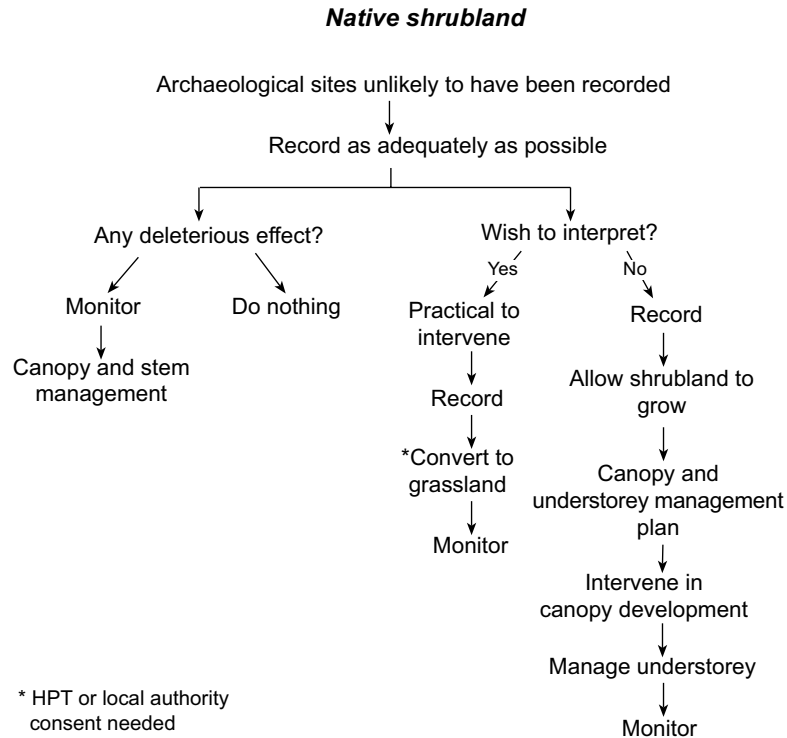 Native shrubland
Archaeological sites unlikely to have been recorded
Record as adequately as possible
Any deleterious effect?
Monitor
Do nothing
Canopy and stem
management
Wish to interpret?
Yes
No
Practical to
intervene
Record
*Convert to
grassland
Monitor
Record
Allow shrubland to
grow
Canopy and
understorey management
plan
Intervene in
canopy development
Manage understorey
Monitor
* HPT or local authority
consent needed